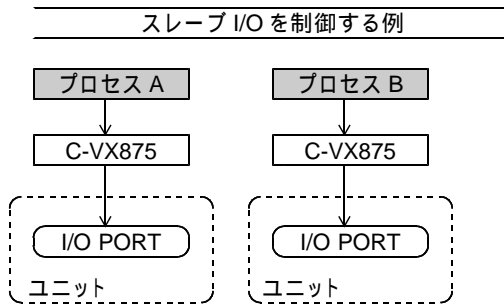 スレーブ I/O を制御する例
プロセス A プロセス B
C-VX875 C-VX875
I/O PORT I/O PORT
ユニット ユニット